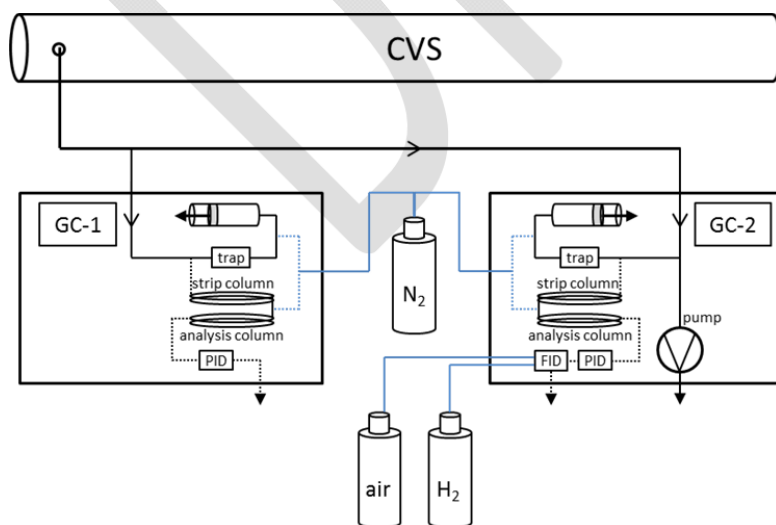 CVS
GC-1
GC-2
trap
trap
strip column
strip column
N2
analysis column
analysis column
pump
PID
FID
PID
air
H2